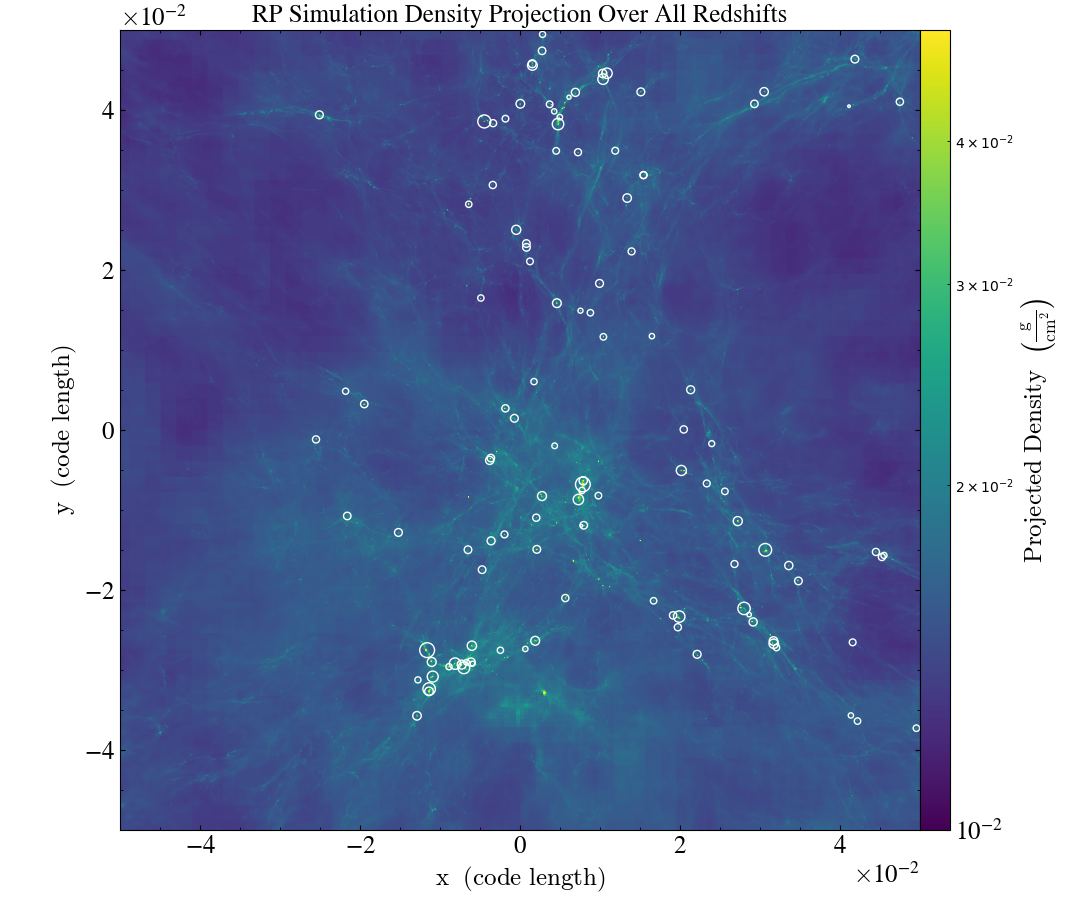 RP Simulation Density Projection Over All Redshifts
×10⁻²
4
2
0
−2
−4
y (code length)
−4 −2 0 2 4
×10⁻²
x (code length)
4 × 10⁻²
3 × 10⁻²
2 × 10⁻²
10⁻²
Projected Density (g/cm²)